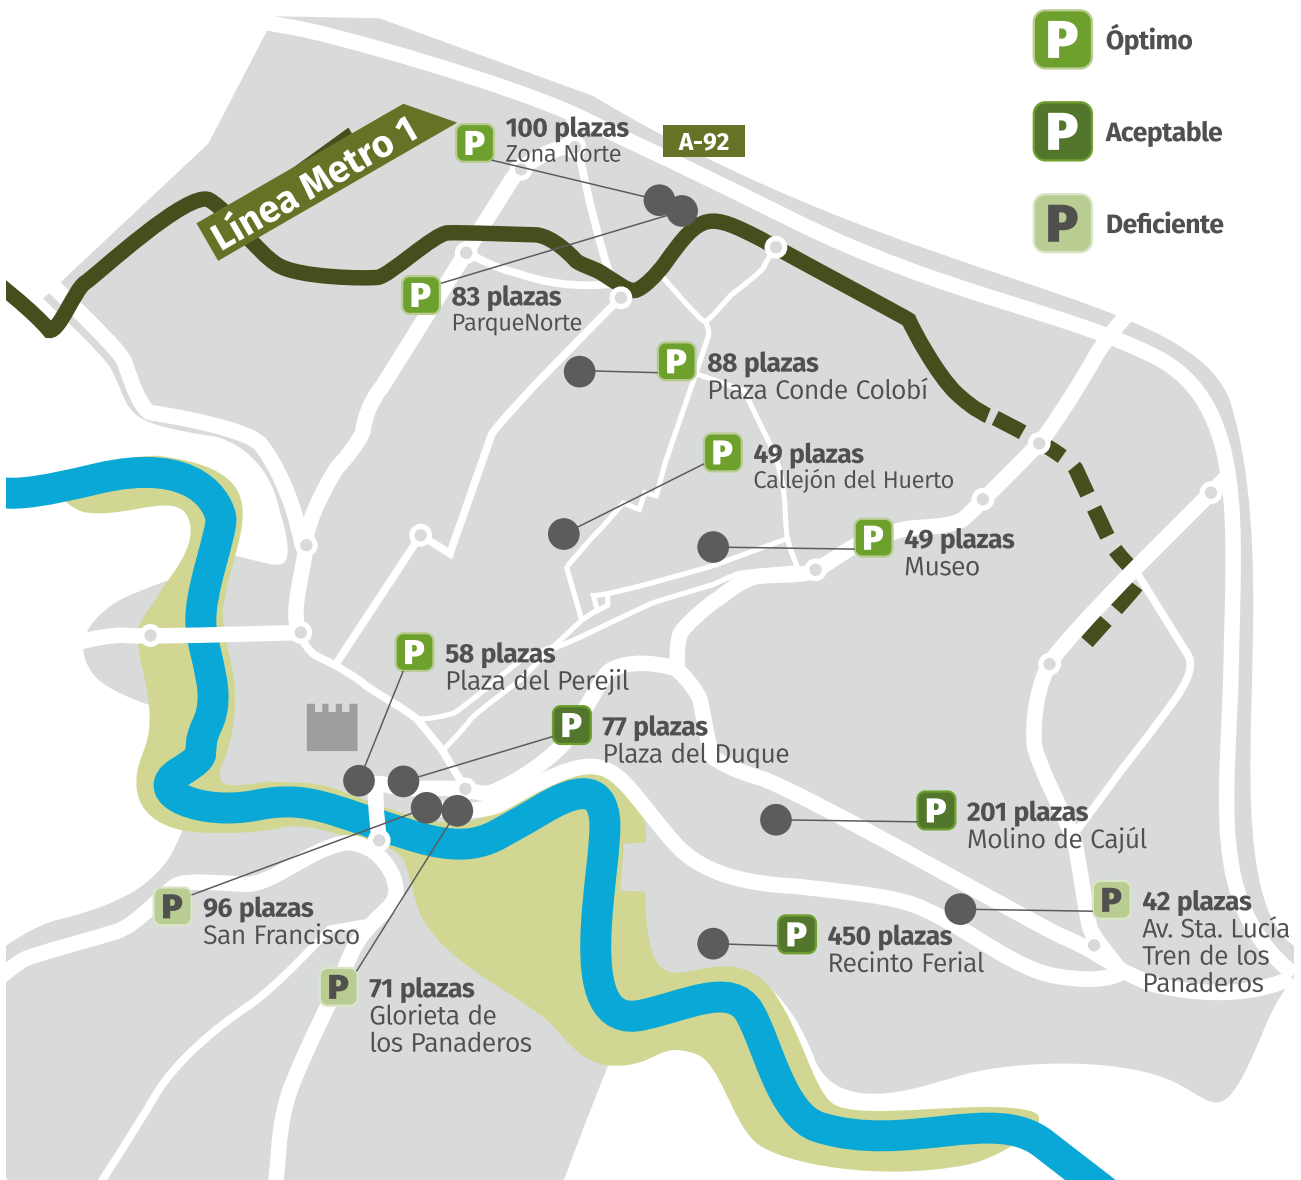 P Óptimo
P Aceptable
P Deficiente
A-92
Línea Metro 1
P 100 plazas
Zona Norte
P 83 plazas
ParqueNorte
P 88 plazas
Plaza Conde Colobí
P 49 plazas
Callejón del Huerto
P 49 plazas
Museo
P 58 plazas
Plaza del Perejil
P 77 plazas
Plaza del Duque
P 201 plazas
Molino de Cajúl
P 42 plazas
Av. Sta. Lucía
Tren de los
Panaderos
P 450 plazas
Recinto Ferial
P 96 plazas
San Francisco
P 71 plazas
Glorieta de
los Panaderos